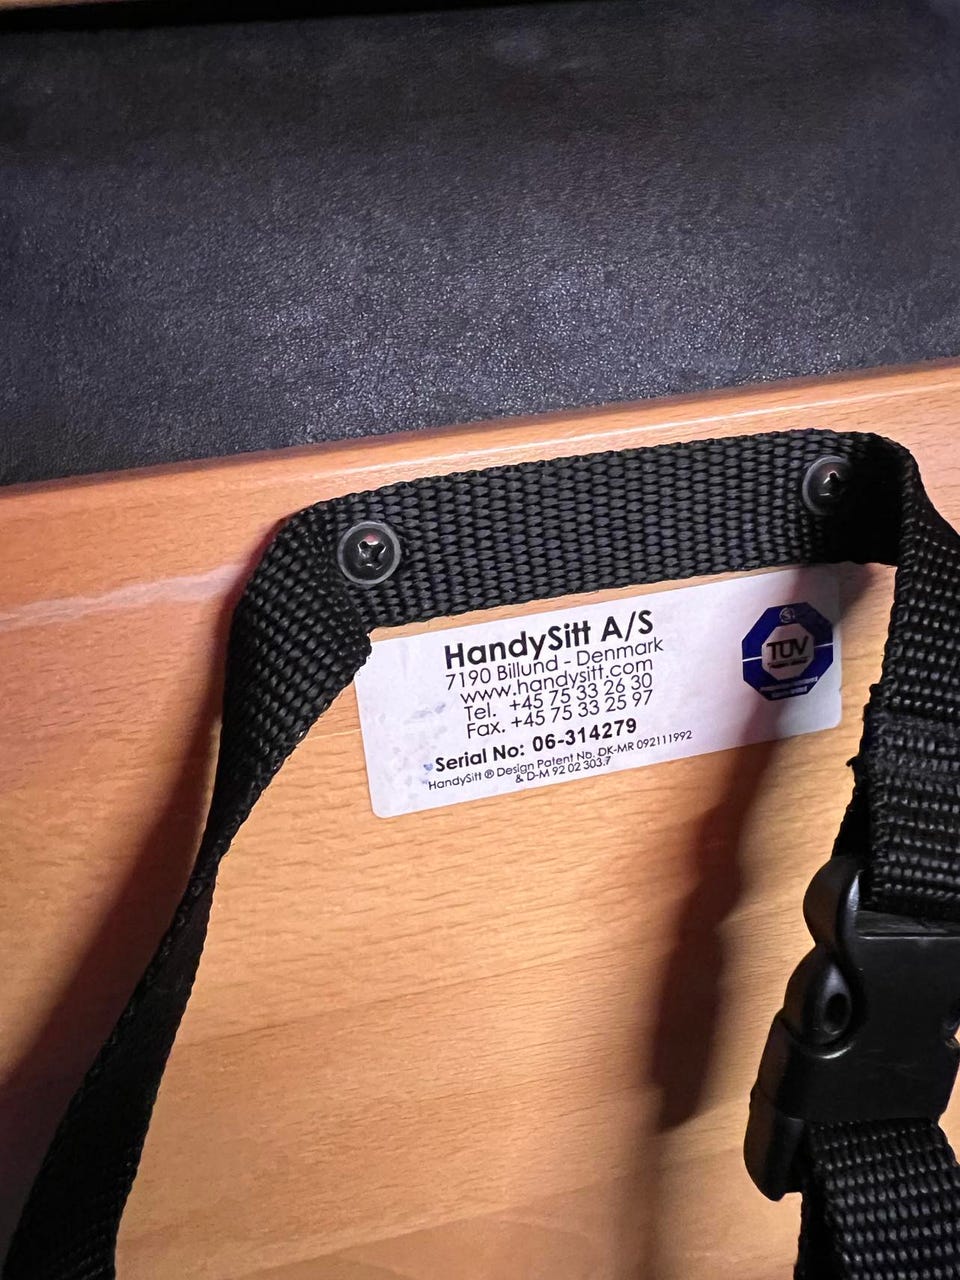 HandySitt A/S
7190 Billund - Denmark
www.handysitt.com
Tel. +45 75 33 26 30
Fax. +45 75 33 25 97
Serial No: 06-314279
HandySitt ® Design Patent No. DK-MR 092111992
& D-M 92 02 303.7
TÜV